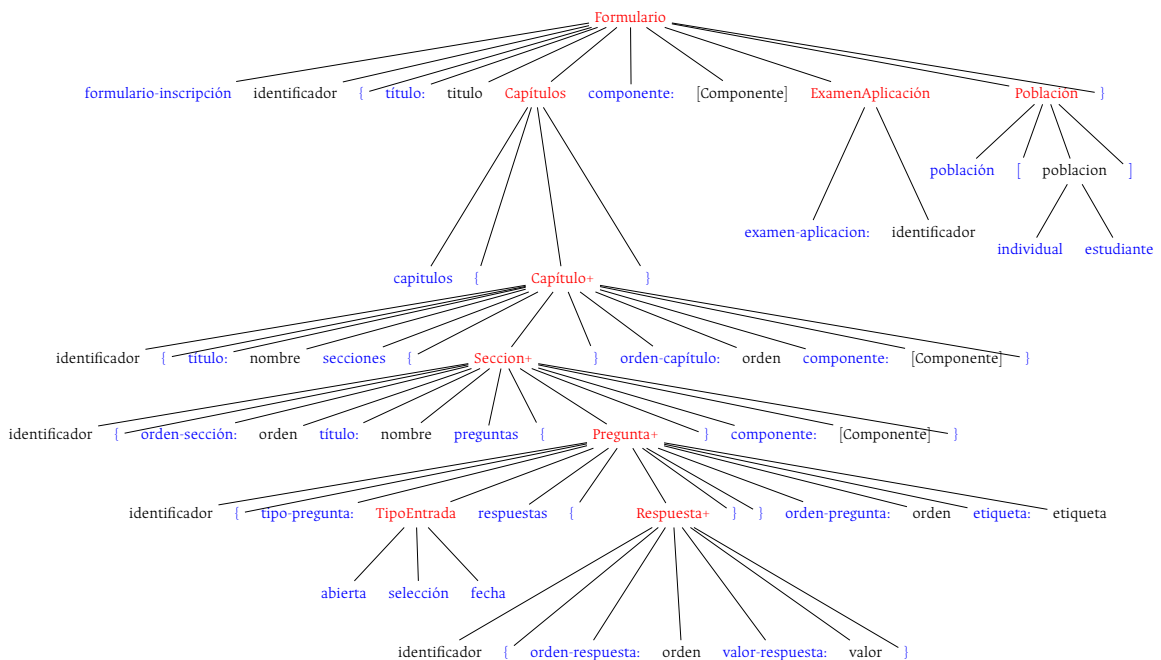 Formulario
formulario-inscripción identificador { título: titulo Capítulos componente: [Componente] ExamenAplicación Población }
población [ poblacion ]
examen-aplicacion: identificador
individual estudiante
capitulos { Capítulo+ }
identificador { título: nombre secciones { Seccion+ } orden-capítulo: orden componente: [Componente] }
identificador { orden-sección: orden título: nombre preguntas { Pregunta+ } componente: [Componente] }
identificador { tipo-pregunta: TipoEntrada respuestas { Respuesta+ } } orden-pregunta: orden etiqueta: etiqueta
abierta selección fecha
identificador { orden-respuesta: orden valor-respuesta: valor }